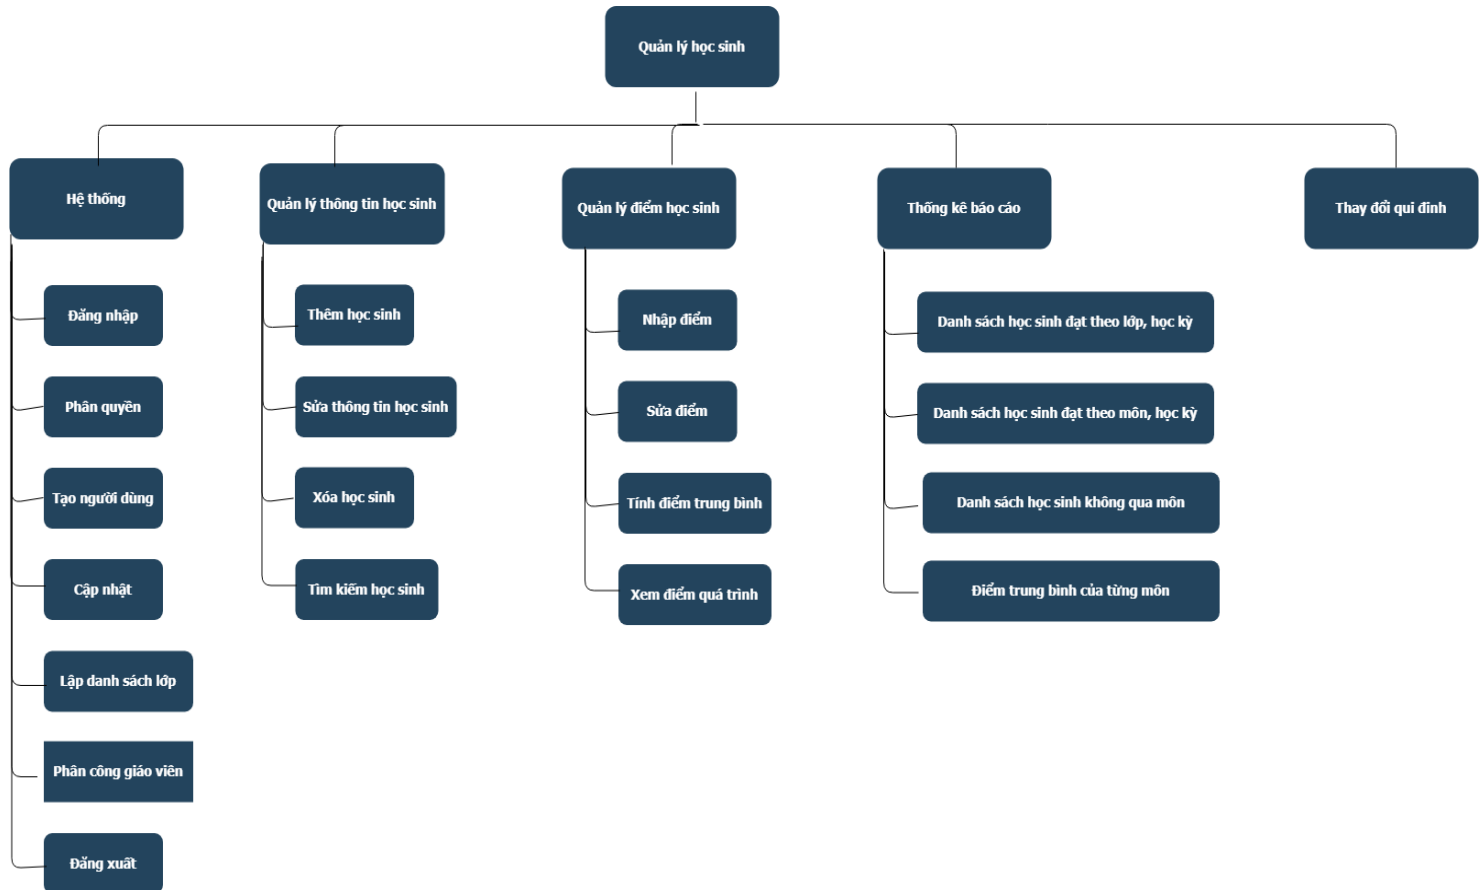 Quản lý học sinh
Hệ thống
Quản lý thông tin học sinh
Quản lý điểm học sinh
Thống kê báo cáo
Thay đổi qui đinh
Đăng nhập
Phân quyền
Tạo người dùng
Cập nhật
Lập danh sách lớp
Phân công giáo viên
Đăng xuất
Thêm học sinh
Sửa thông tin học sinh
Xóa học sinh
Tìm kiếm học sinh
Nhập điểm
Sửa điểm
Tính điểm trung bình
Xem điểm quá trình
Danh sách học sinh đạt theo lớp, học kỳ
Danh sách học sinh đạt theo môn, học kỳ
Danh sách học sinh không qua môn
Điểm trung bình của từng môn